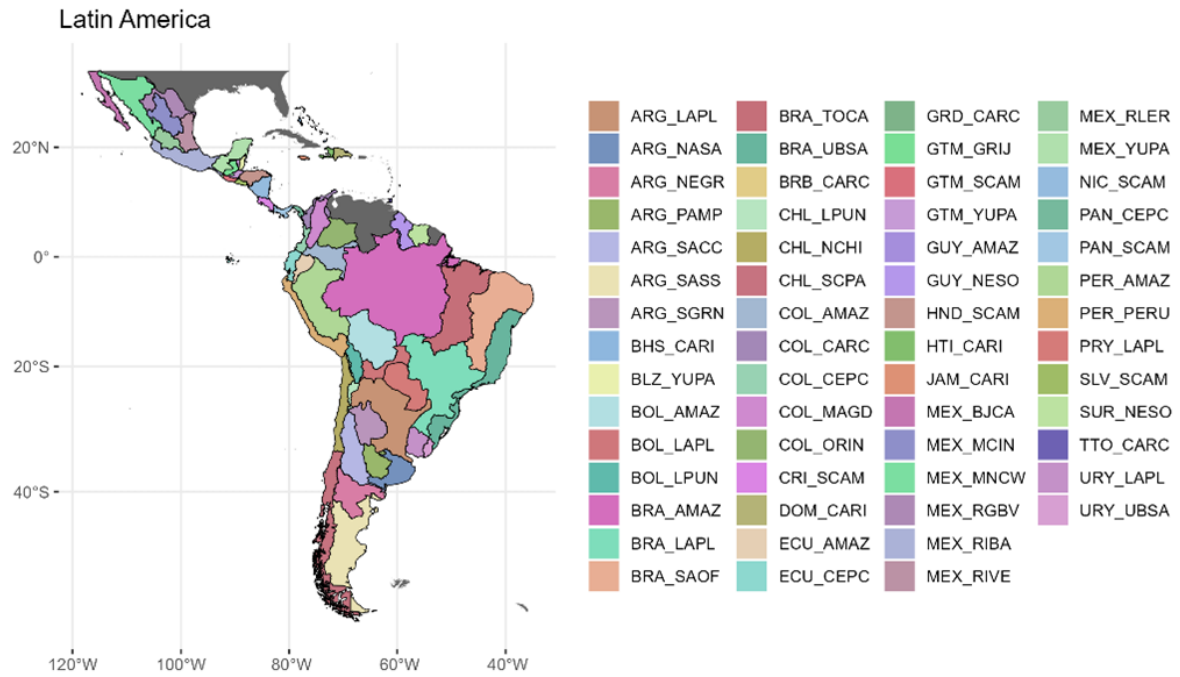 Latin America
20°N
0°
20°S
40°S
120°W
100°W
80°W
60°W
40°W
ARG_LAPL
ARG_NASA
ARG_NEGR
ARG_PAMP
ARG_SACC
ARG_SASS
ARG_SGRN
BHS_CARI
BLZ_YUPA
BOL_AMAZ
BOL_LAPL
BOL_LPUN
BRA_AMAZ
BRA_LAPL
BRA_SAOF
BRA_TOCA
BRA_UBSA
BRB_CARC
CHL_LPUN
CHL_NCHI
CHL_SCPA
COL_AMAZ
COL_CARC
COL_CEPC
COL_MAGD
COL_ORIN
CRI_SCAM
DOM_CARI
ECU_AMAZ
ECU_CEPC
GRD_CARC
GTM_GRIJ
GTM_SCAM
GTM_YUPA
GUY_AMAZ
GUY_NESO
HND_SCAM
HTI_CARI
JAM_CARI
MEX_BJCA
MEX_MCIN
MEX_MNCW
MEX_RGBV
MEX_RIBA
MEX_RIVE
MEX_RLER
MEX_YUPA
NIC_SCAM
PAN_CEPC
PAN_SCAM
PER_AMAZ
PER_PERU
PRY_LAPL
SLV_SCAM
SUR_NESO
TTO_CARC
URY_LAPL
URY_UBSA